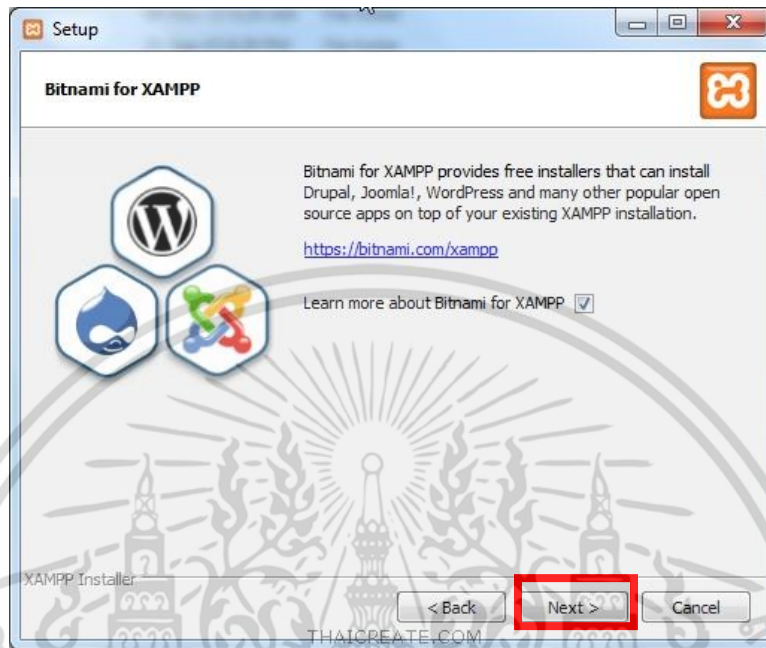 Setup
Bitnami for XAMPP
Bitnami for XAMPP provides free installers that can install
Drupal, Joomla!, WordPress and many other popular open
source apps on top of your existing XAMPP installation.
https://bitnami.com/xampp
Learn more about Bitnami for XAMPP
XAMPP Installer
< Back
Next >
Cancel
THAICREATE.COM